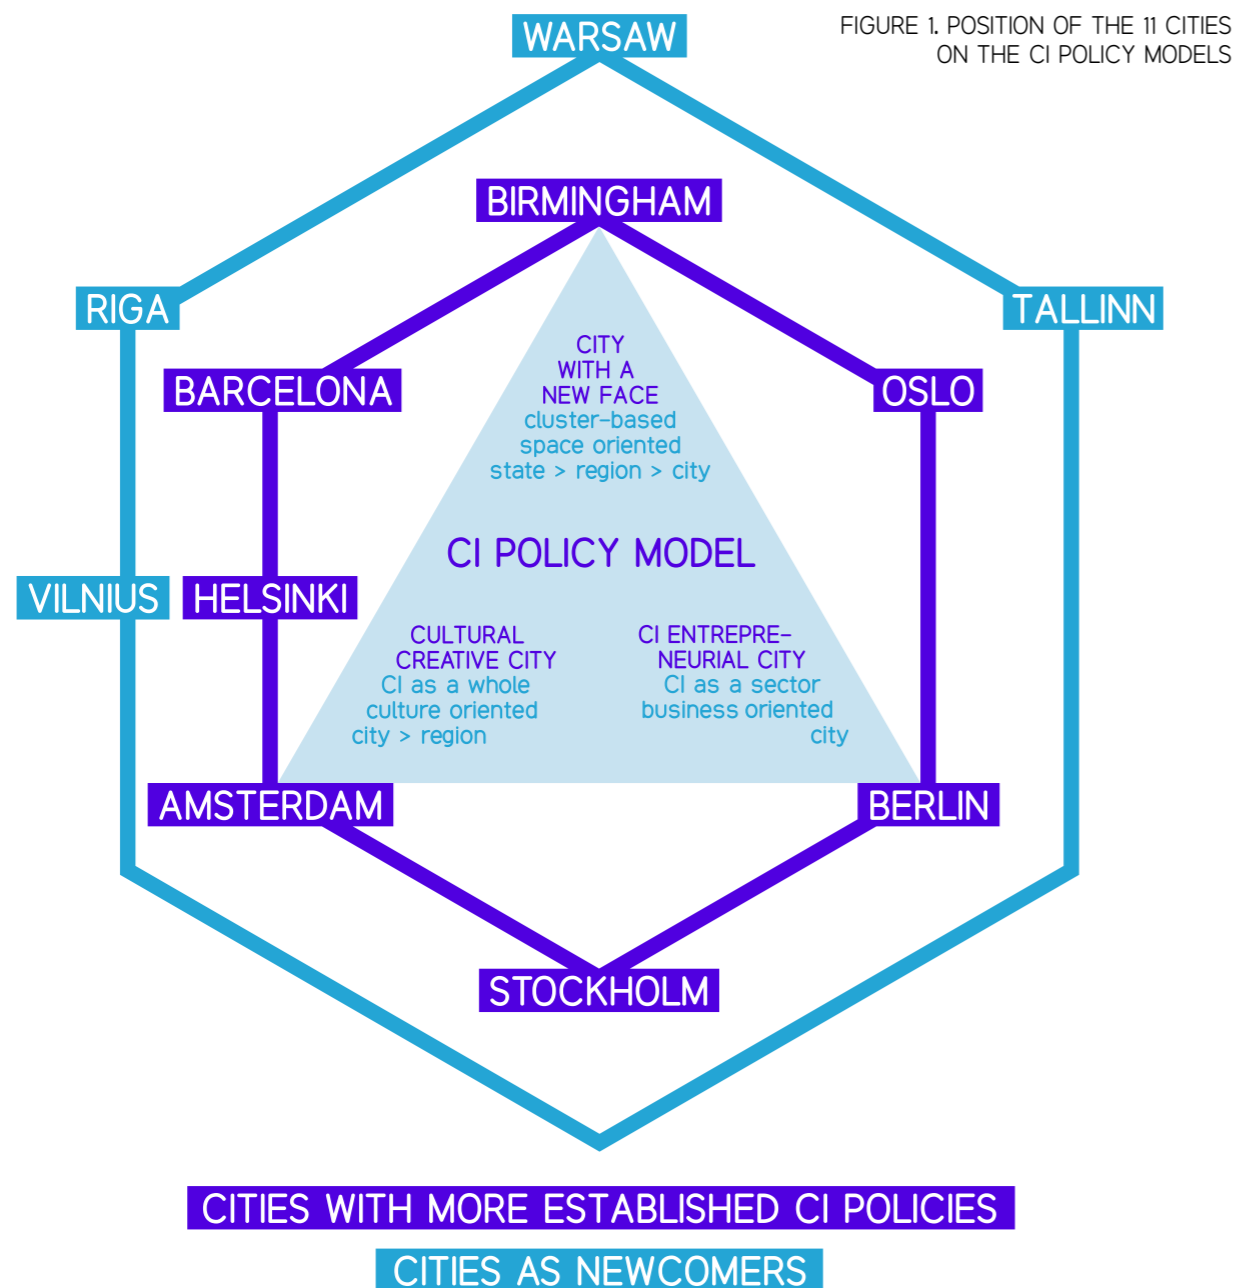 FIGURE 1. POSITION OF THE 11 CITIES
ON THE CI POLICY MODELS
WARSAW
BIRMINGHAM
RIGA
TALLINN
BARCELONA
OSLO
CITY
WITH A
NEW FACE
cluster-based
space oriented
state > region > city
CI POLICY MODEL
VILNIUS
HELSINKI
CULTURAL
CREATIVE CITY
CI as a whole
culture oriented
city > region
CI ENTREPRE-
NEURIAL CITY
CI as a sector
business oriented
city
AMSTERDAM
BERLIN
STOCKHOLM
CITIES WITH MORE ESTABLISHED CI POLICIES
CITIES AS NEWCOMERS